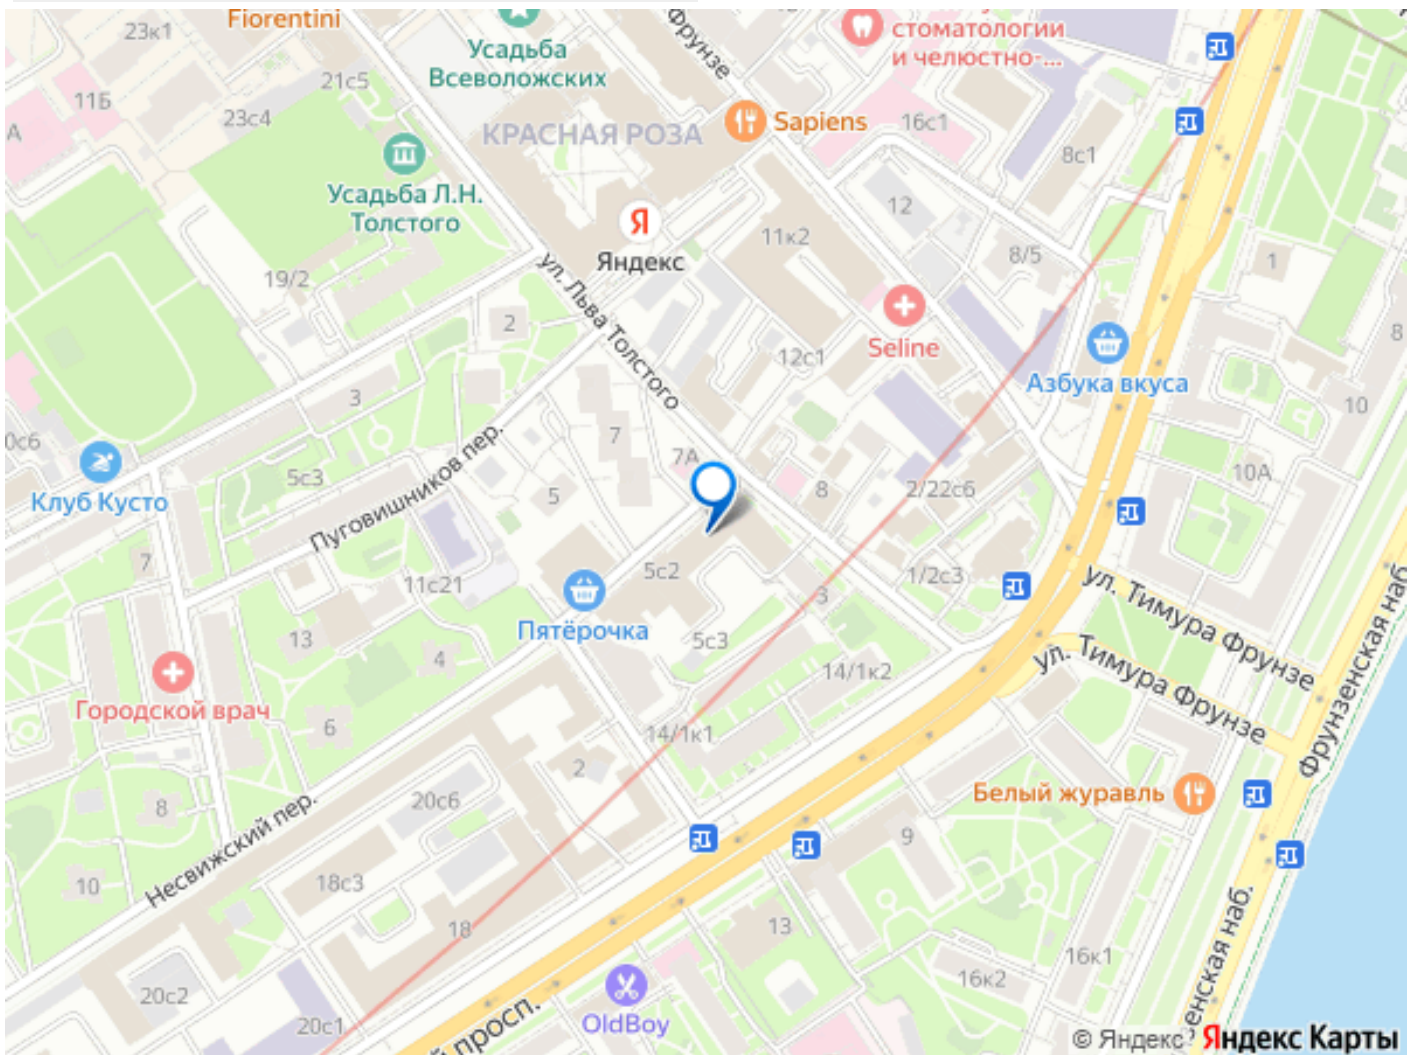 Fiorentini
23к1
Усадьба
Всеволожских
Фрунзе
стоматологии
и челюстно-...
21с5
11Б
23с4
А
КРАСНАЯ РОЗА
Sapiens
16с1
8с1
Усадьба Л.Н.
Толстого
12
11к2
8/5
1
Яндекс
19/2
ул. Льва Толстого
2
Seline
12с1
8
Азбука вкуса
3
10
7
0с6
7А
10А
Клуб Кусто
5с3
Пуговишников пер.
5
8
2/22с6
7
5с2
11с21
1/2с3
ул. Тимура Фрунзе
3
Пятёрочка
13
4
5с3
14/1к2
ул. Тимура Фрунзе
Фрунзенская наб.
Городской врач
6
14/1к1
2
Белый журавль
20с6
8
9
Несвижский пер.
18с3
10
18
13
16к1
16к2
20с2
20с1
OldBoy
й просп.
енская наб.
© Яндекс
Яндекс Карты